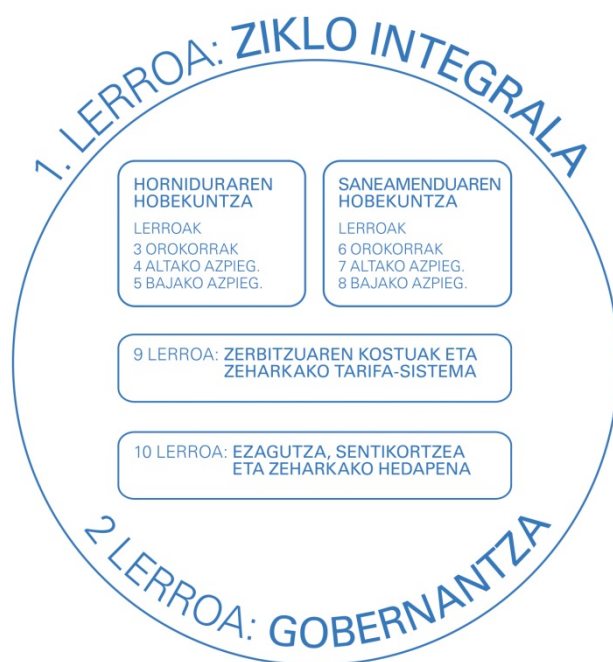 1. LERROA: ZIKLO INTEGRALA
HORNIDURAREN
HOBEKUNTZA
LERROAK
3 OROKORRAK
4 ALTAKO AZPIEG.
5 BAJAKO AZPIEG.
SANEAMENDUAREN
HOBEKUNTZA
LERROAK
6 OROKORRAK
7 ALTAKO AZPIEG.
8 BAJAKO AZPIEG.
9 LERROA: ZERBITZUAREN KOSTUAK ETA
ZEHARKAKO TARIFA-SISTEMA
10 LERROA: EZAGUTZA, SENTIKORTZEA
ETA ZEHARKAKO HEDAPENA
2 LERROA: GOBERNANTZA